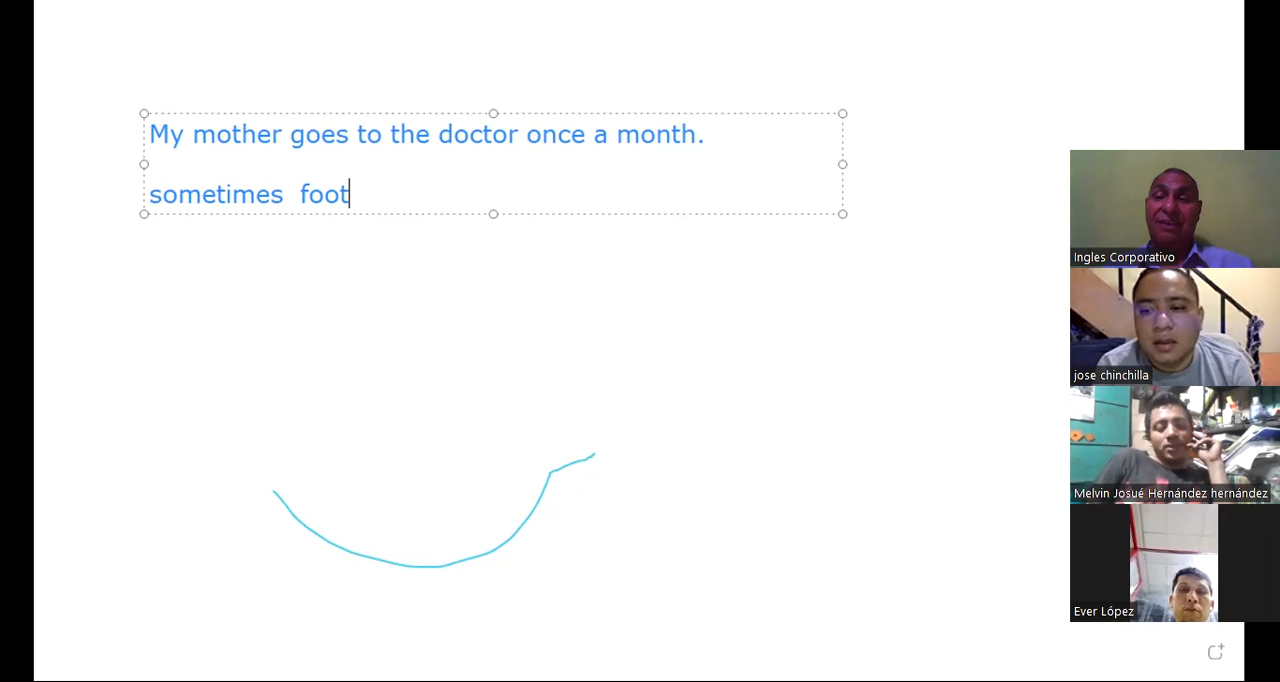 My mother goes to the doctor once a month.
sometimes  foot
Ingles Corporativo
jose chinchilla
Melvin Josué Hernández hernández
Ever López